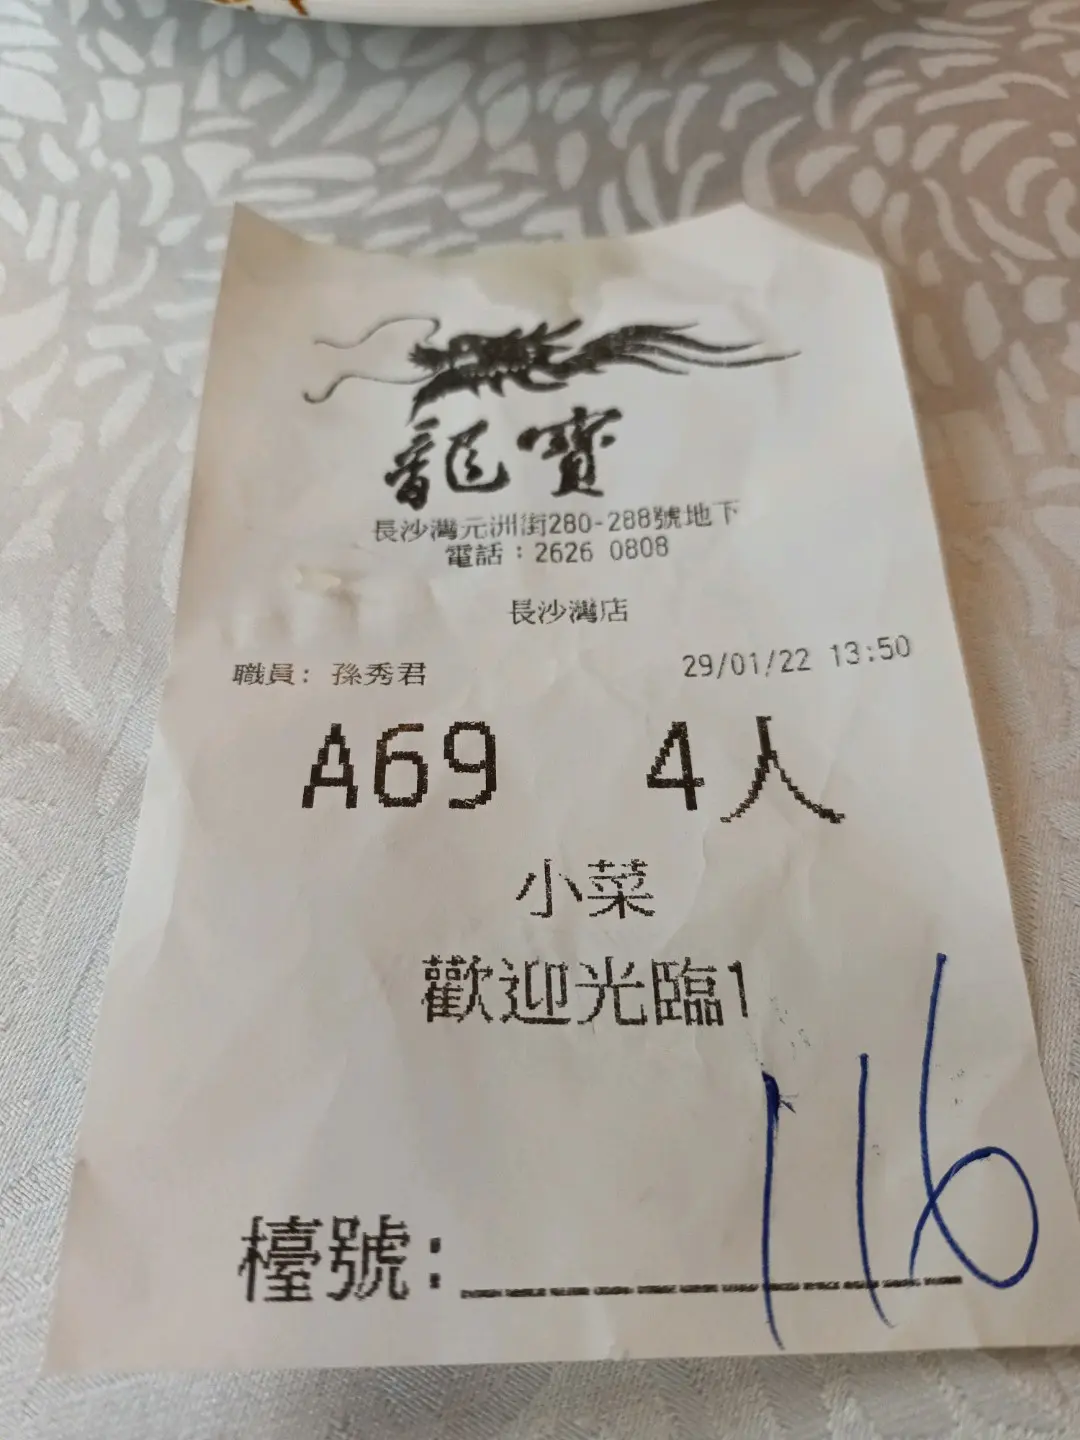 龍寶
長沙灣元洲街280-288號地下
電話：2626 0808
長沙灣店
職員: 孫秀君 29/01/22 13:50
A69 4人
小菜
歡迎光臨1
檯號: 116